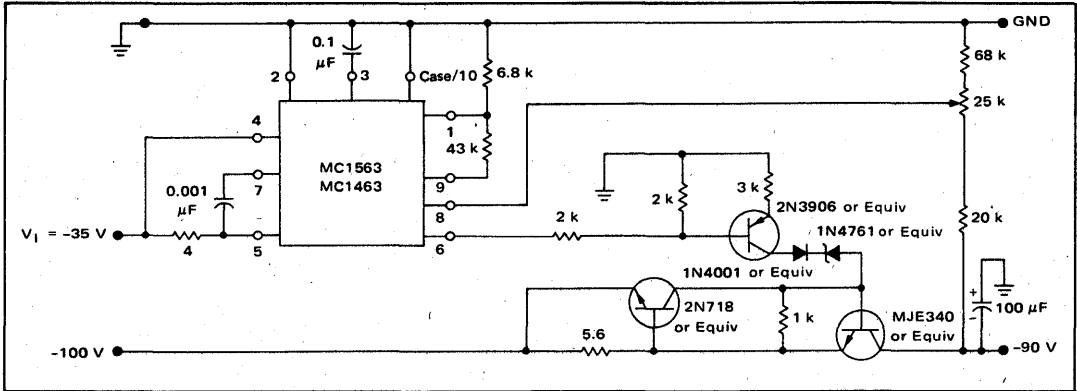 GND
0.1
μF
2
3
Case/10
6.8 k
68 k
25 k
4
1
43 k
MC1563
MC1463
7
9
0.001
μF
8
2 k
3 k
2N3906 or Equiv
20 k
V_I = –35 V
4
5
6
2 k
1N4761 or Equiv
1N4001 or Equiv
2N718
or Equiv
1 k
MJE340
or Equiv
+
–
100 μF
–100 V
5.6
–90 V